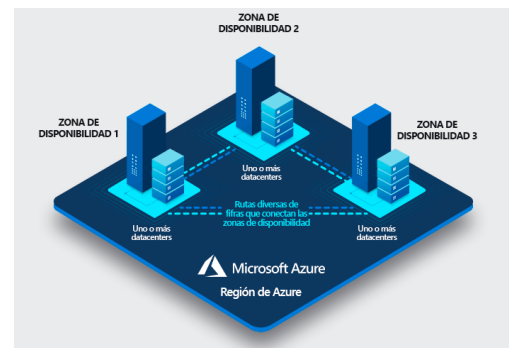 ZONA DE
DISPONIBILIDAD 2
ZONA DE
DISPONIBILIDAD 1
ZONA DE
DISPONIBILIDAD 3
Uno o más
datacenters
Rutas diversas de
fifras que conectan las
zonas de disponibilidad
Uno o más
datacenters
Uno o más
datacenters
Microsoft Azure
Región de Azure